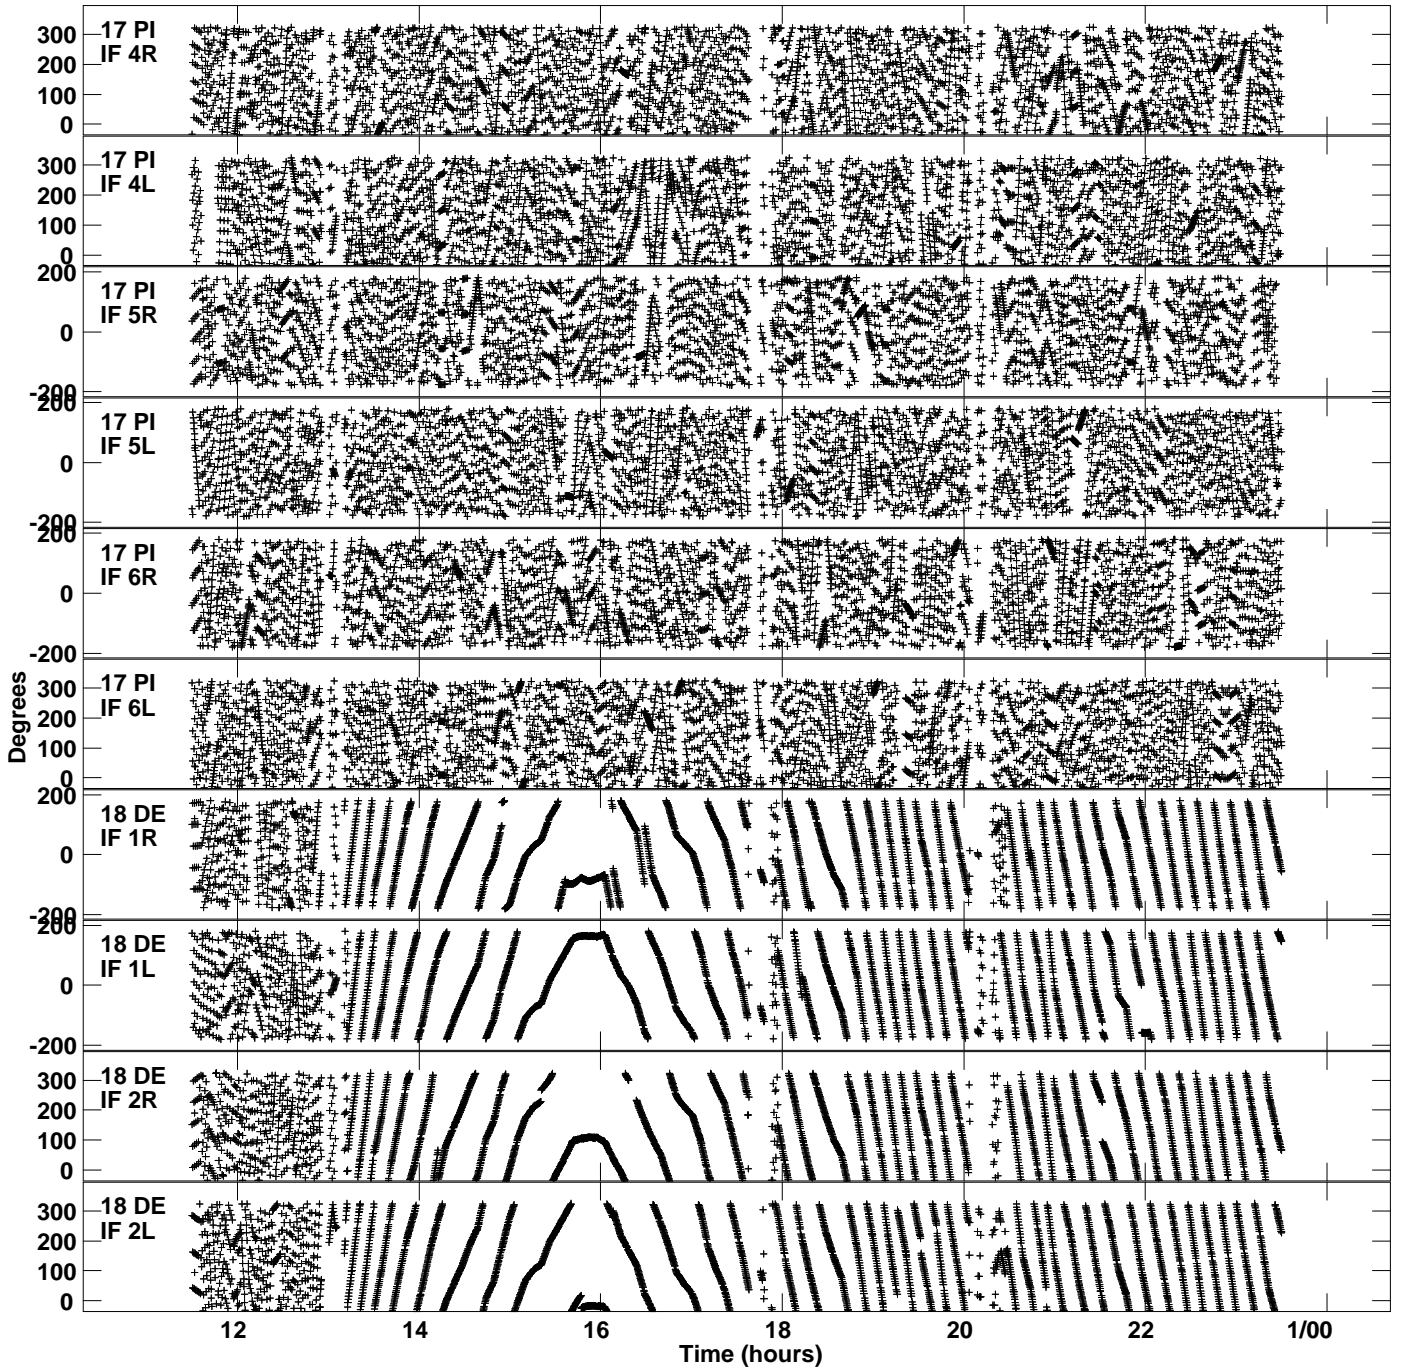 17 PI
IF 4R
300
200
100
0
17 PI
IF 4L
300
200
100
0
17 PI
IF 5R
200
0
-200
17 PI
IF 5L
200
0
-200
17 PI
IF 6R
200
0
-200
17 PI
IF 6L
300
200
100
0
18 DE
IF 1R
200
0
-200
18 DE
IF 1L
200
0
-200
18 DE
IF 2R
300
200
100
0
18 DE
IF 2L
300
200
100
0
Degrees
12 14 16 18 20 22 1/00
Time (hours)